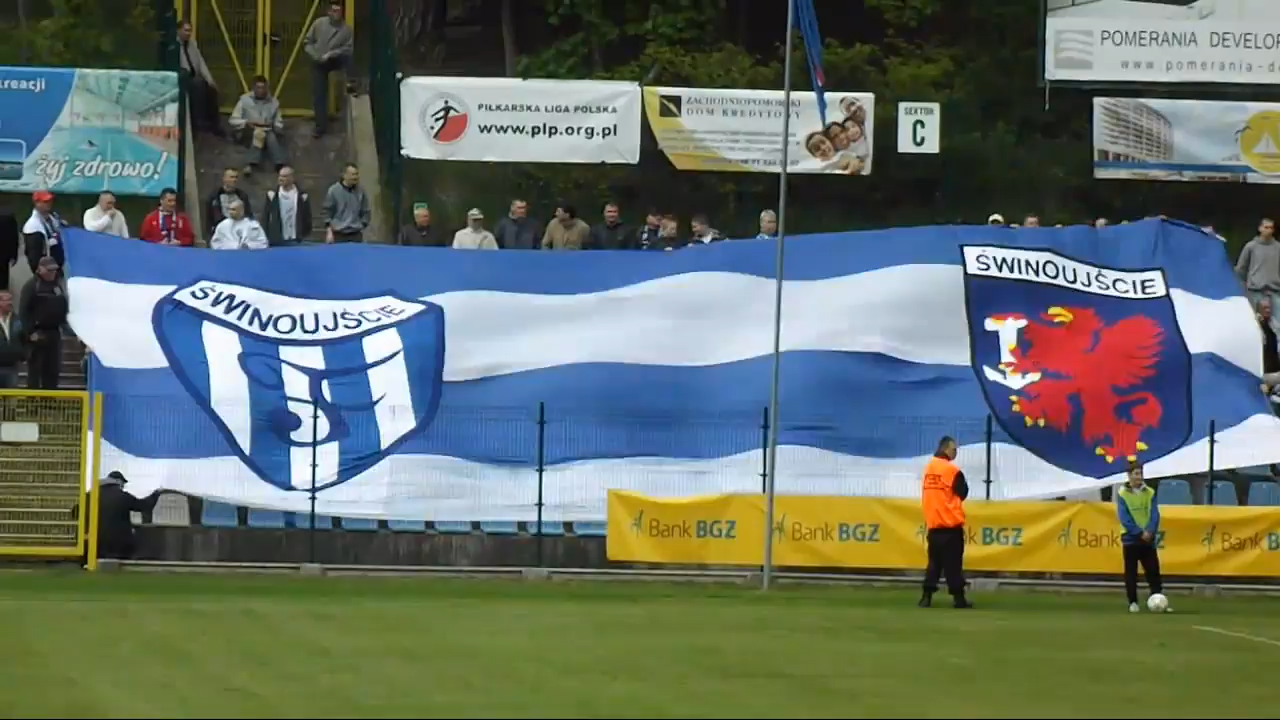 kreacji
żyj zdrowo!
PIŁKARSKA LIGA POLSKA
www.plp.org.pl
ZACHODNIOPOMORSKI
DOM KREDYTOWY
SEKTOR
C
POMERANIA DEVELOP
www.pomerania-de
ŚWINOUJŚCIE
ŚWINOUJŚCIE
Bank BGZ
Bank BGZ
k BGZ
Bank Z
Bank B